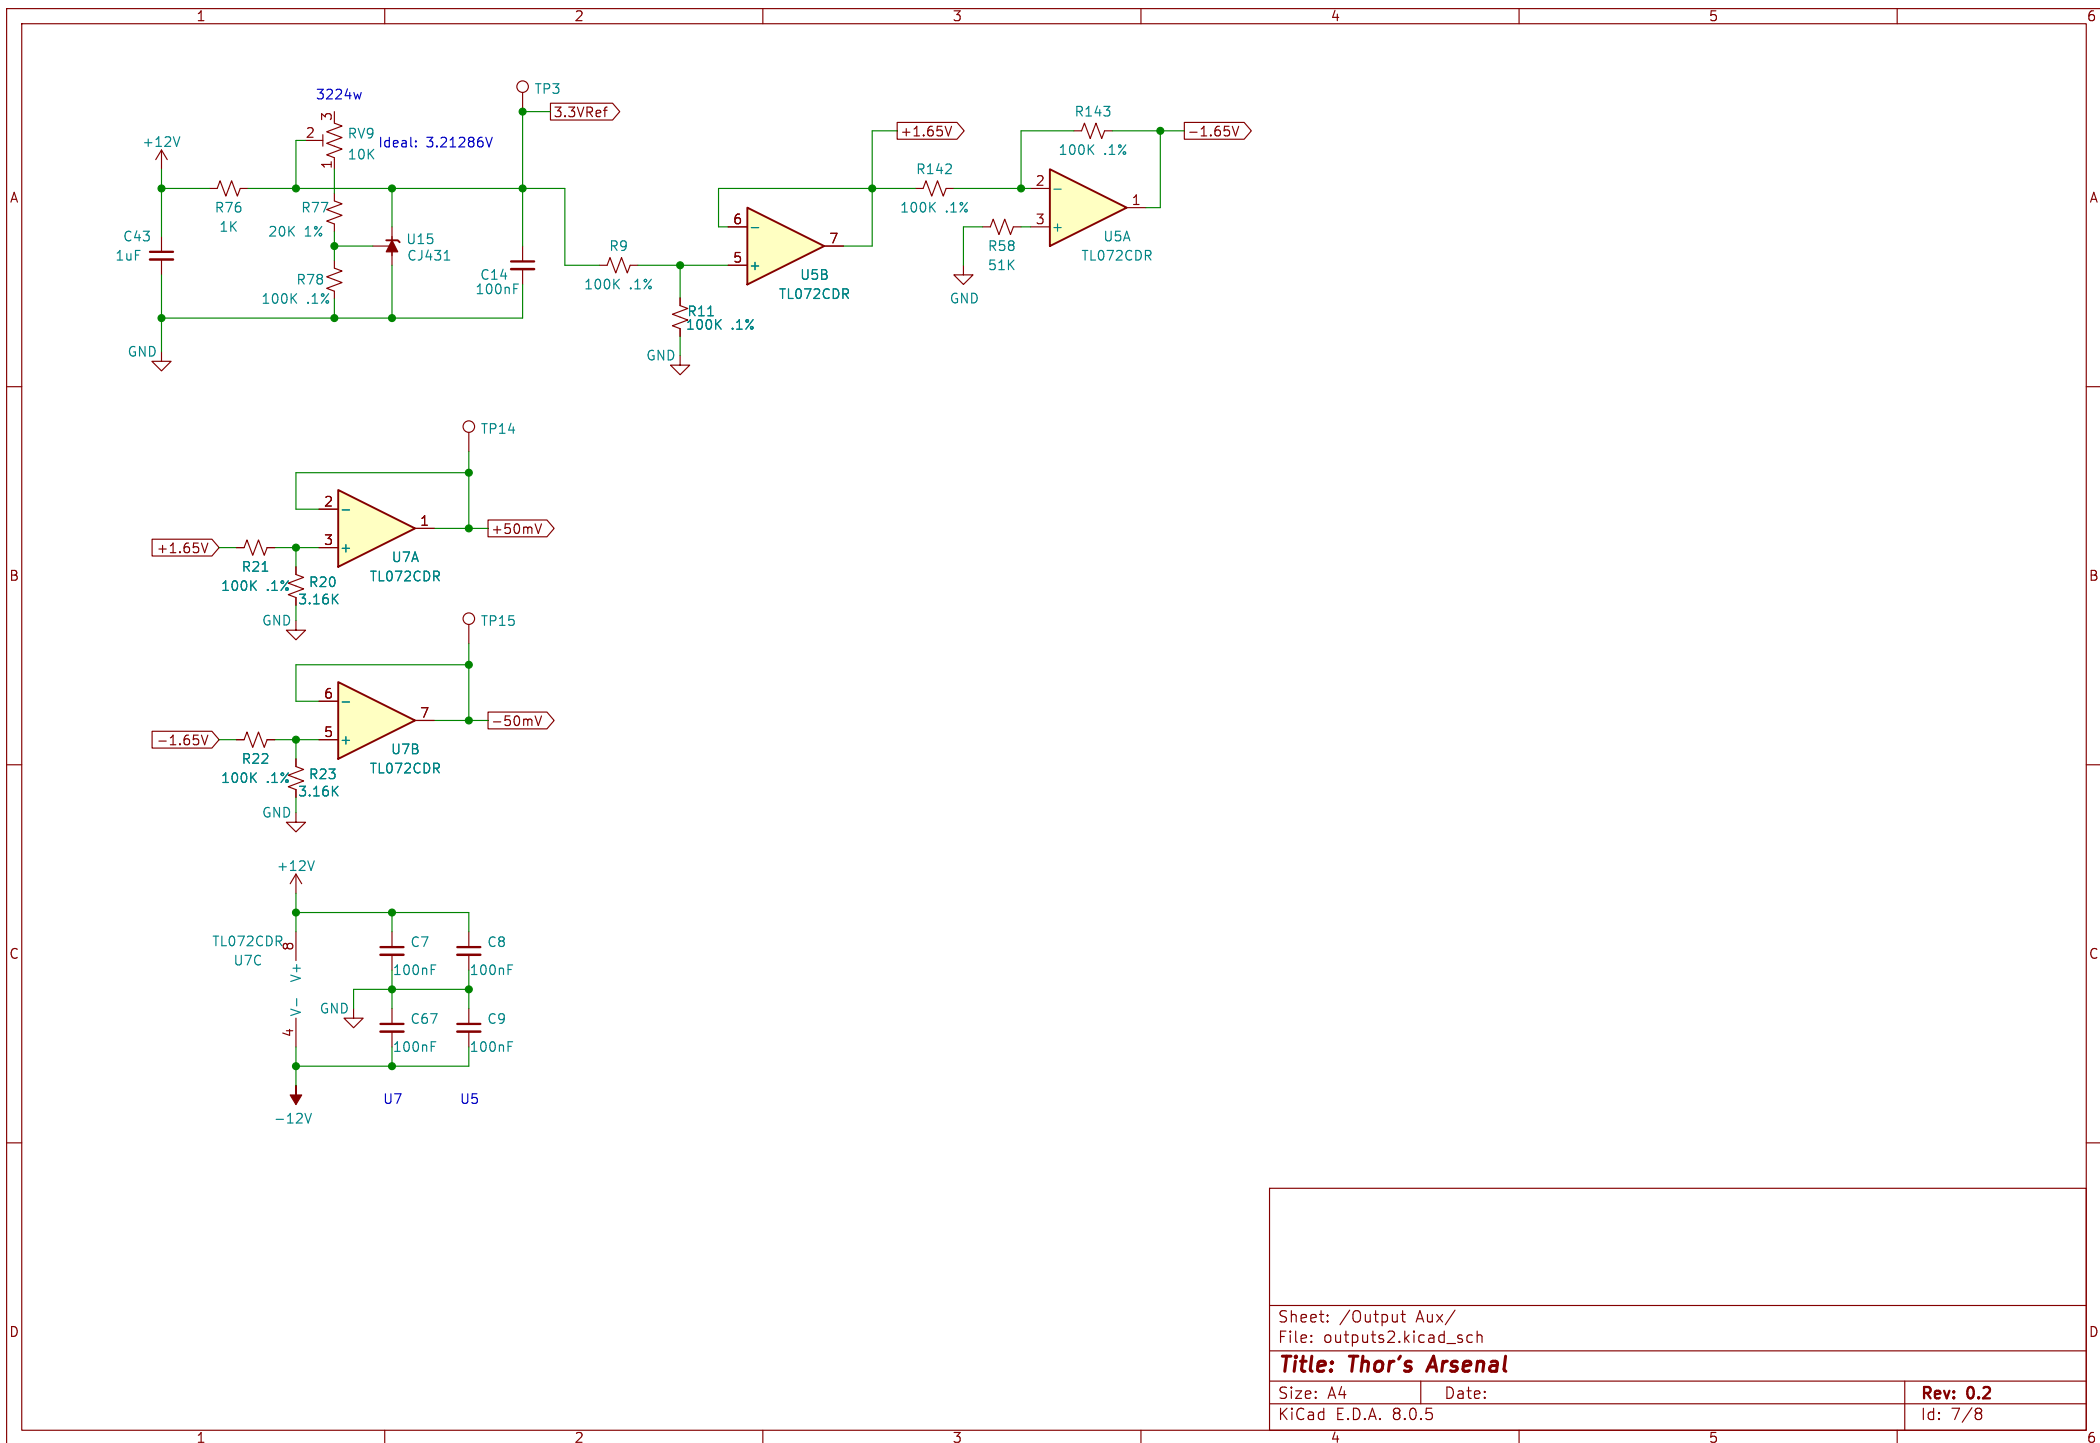 1 2 3 4 5 6
A A
B B
C C
D D
3224w
3
2
1
RV9
10K
Ideal: 3.21286V
TP3
3.3VRef
+12V
R76
1K
R77
20K 1%
C43
1uF
U15
CJ431
R78
100K .1%
C14
100nF
GND
R9
100K .1%
R11
100K .1%
GND
6
5
7
U5B
TL072CDR
+1.65V
R142
100K .1%
R143
100K .1%
-1.65V
2
3
1
R58
51K
GND
U5A
TL072CDR
TP14
2
3
1
+50mV
+1.65V
R21
100K .1%
R20
3.16K
GND
U7A
TL072CDR
TP15
6
5
7
-50mV
-1.65V
R22
100K .1%
R23
3.16K
GND
U7B
TL072CDR
+12V
TL072CDR
U7C
8
V+
V-
4
C7
100nF
C8
100nF
GND
C67
100nF
C9
100nF
-12V
U7
U5
Sheet: /Output Aux/
File: outputs2.kicad_sch
Title: Thor's Arsenal
Size: A4 Date: Rev: 0.2
KiCad E.D.A. 8.0.5 Id: 7/8
1 2 3 4 5 6